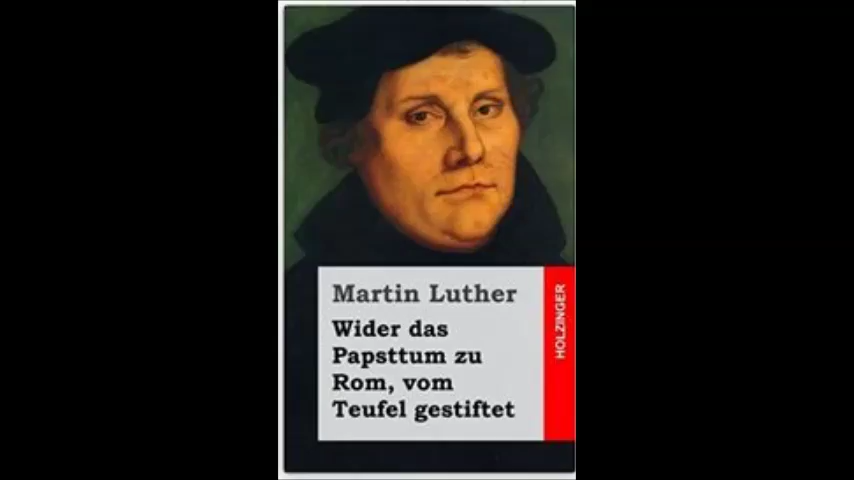 Martin Luther
Wider das
Papsttum zu
Rom, vom
Teufel gestiftet
HOLZINGER